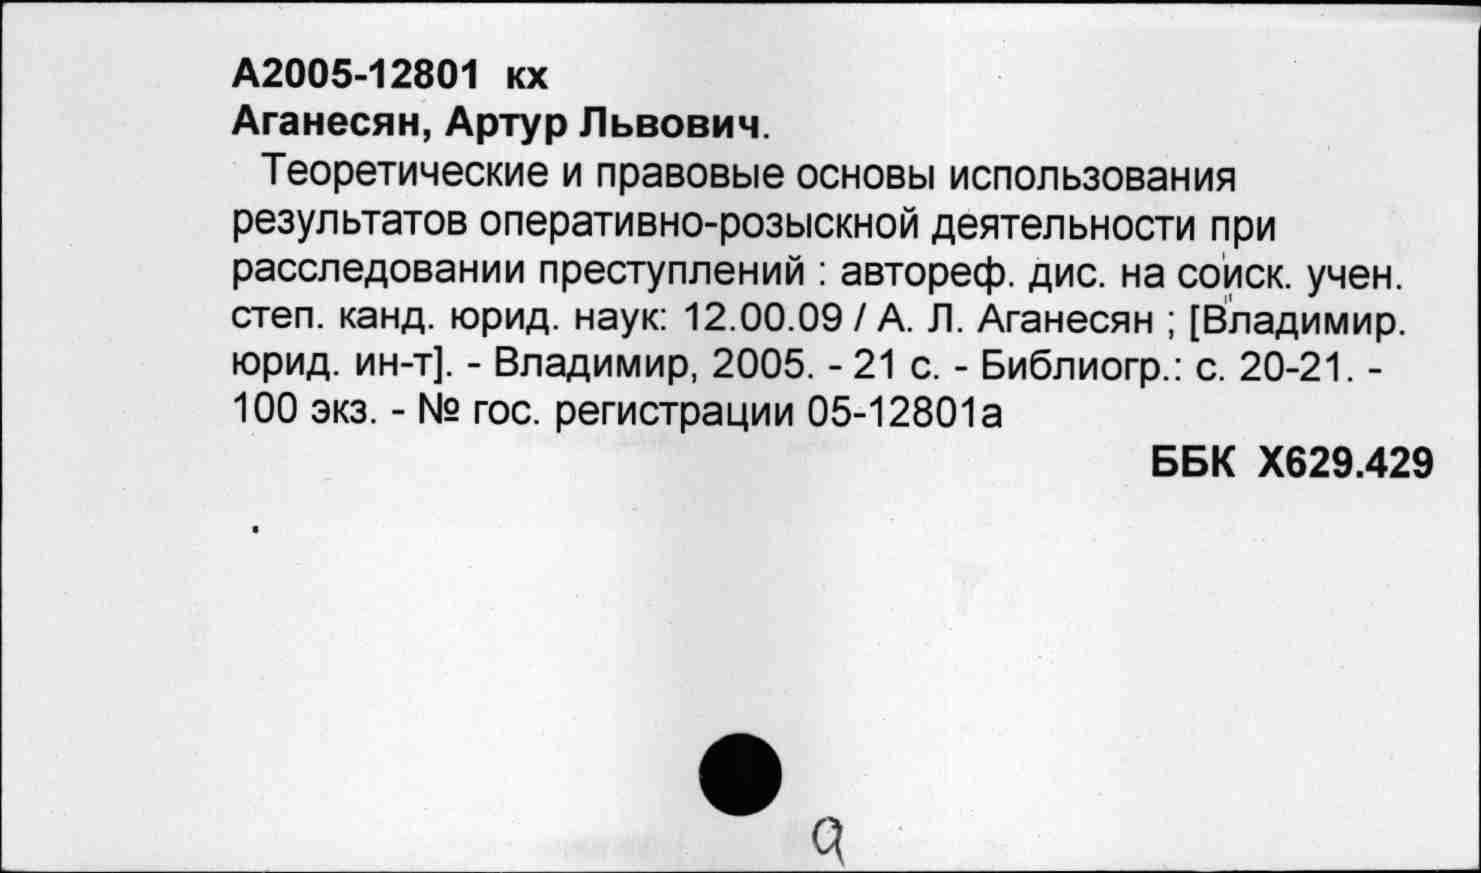 А2005-12801 кх
Аганесян, Артур Львович.
Теоретические и правовые основы использования
результатов оперативно-розыскной деятельности при
расследовании преступлений : автореф. дис. на соиск. учен.
степ. канд. юрид. наук: 12.00.09 / А. Л. Аганесян ; [Владимир.
юрид. ин-т]. - Владимир, 2005. - 21 с. - Библиогр.: с. 20-21. -
100 экз. - № гос. регистрации 05-12801а
ББК Х629.429